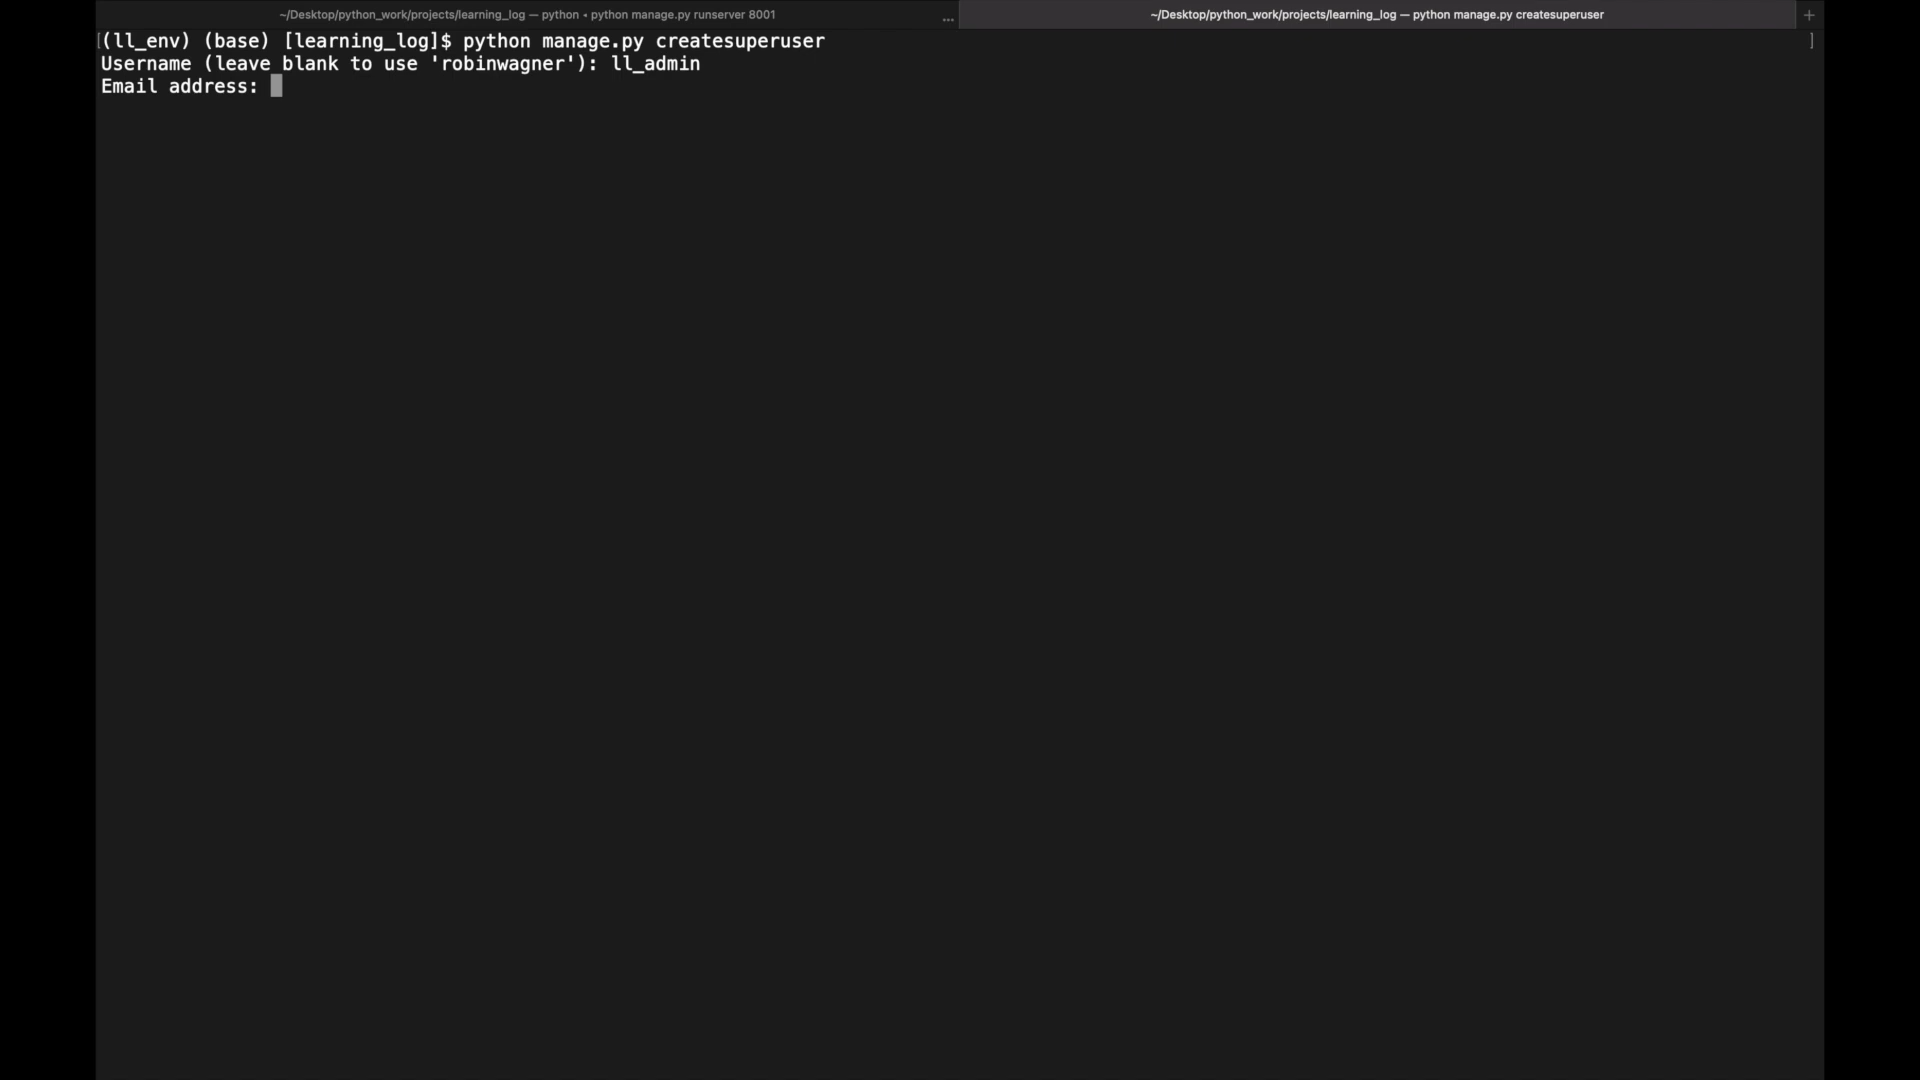 ~/Desktop/python_work/projects/learning_log — python ◂ python manage.py runserver 8001 ... ~/Desktop/python_work/projects/learning_log — python manage.py createsuperuser +
[(ll_env) (base) [learning_log]$ python manage.py createsuperuser ]
Username (leave blank to use 'robinwagner'): ll_admin
Email address: